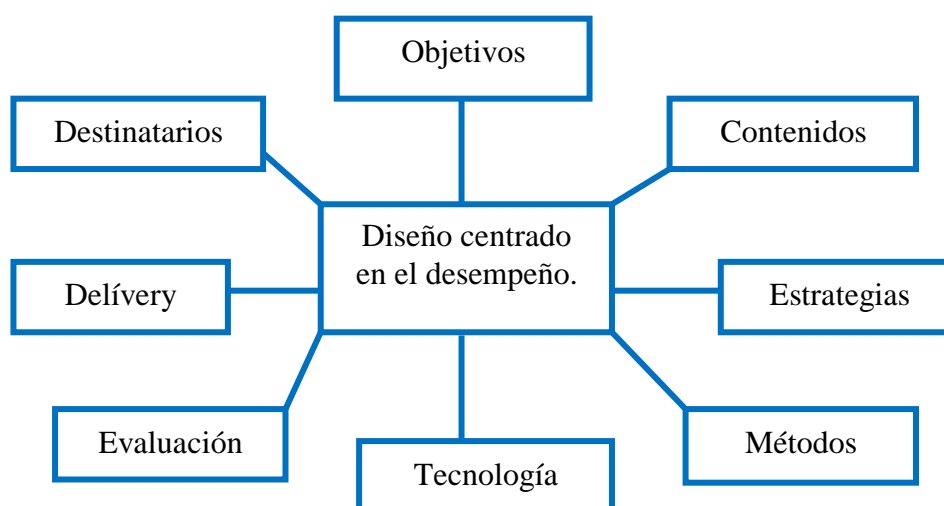 Objetivos
Destinatarios
Contenidos
Diseño centrado
en el desempeño.
Delívery
Estrategias
Evaluación
Métodos
Tecnología